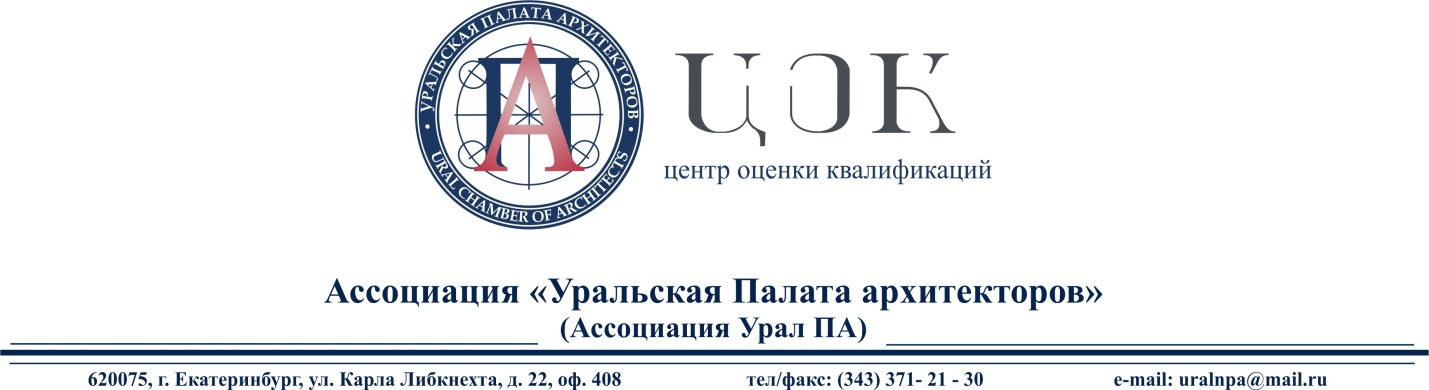 УРАЛЬСКАЯ ПАЛАТА АРХИТЕКТОРОВ
URAL CHAMBER OF ARCHITECTS
ПА
ЦОК
центр оценки квалификаций
Ассоциация «Уральская Палата архитекторов»
(Ассоциация Урал ПА)
620075, г. Екатеринбург, ул. Карла Либкнехта, д. 22, оф. 408 тел/факс: (343) 371- 21 - 30 e-mail: uralnpa@mail.ru